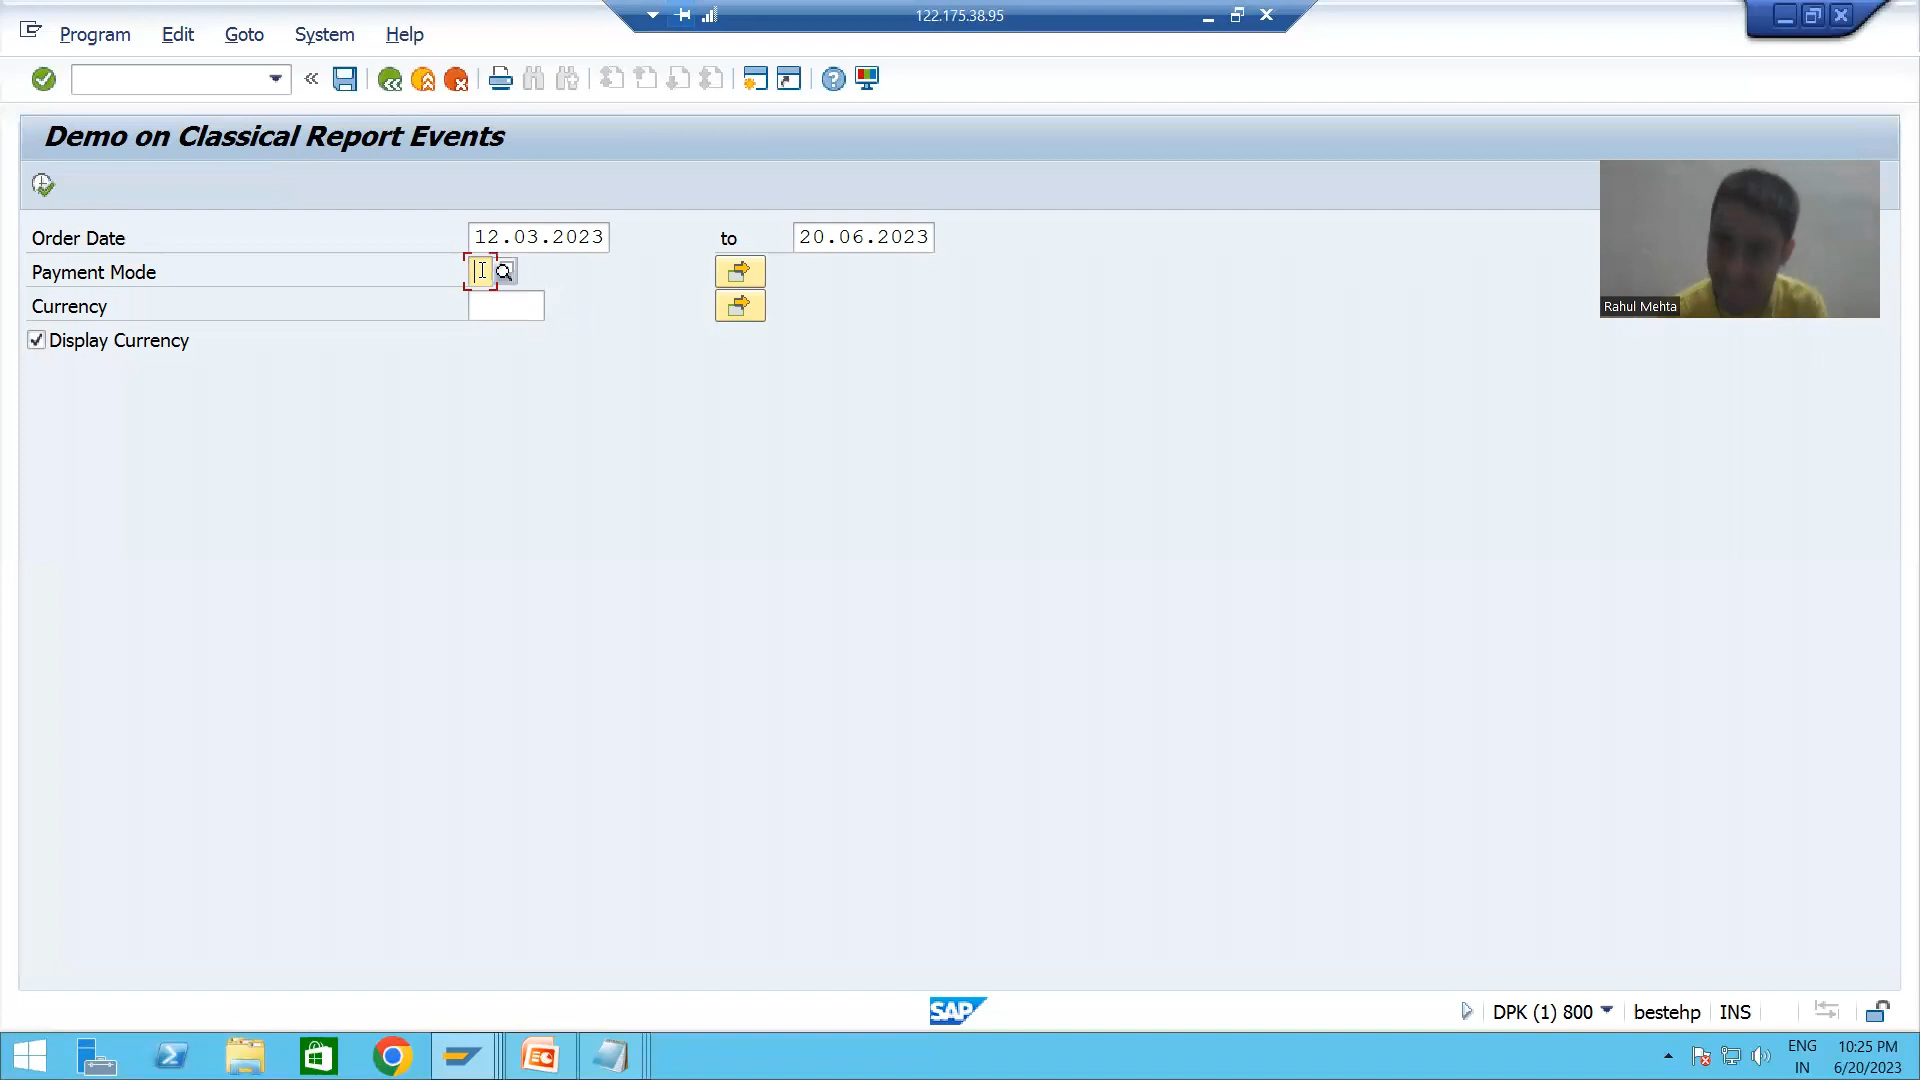 122.175.38.95
Program Edit Goto System Help
Demo on Classical Report Events
Order Date 12.03.2023 to 20.06.2023
Payment Mode
Currency
Display Currency
Rahul Mehta
SAP
DPK (1) 800 bestehp INS
ENG 10:25 PM
IN 6/20/2023